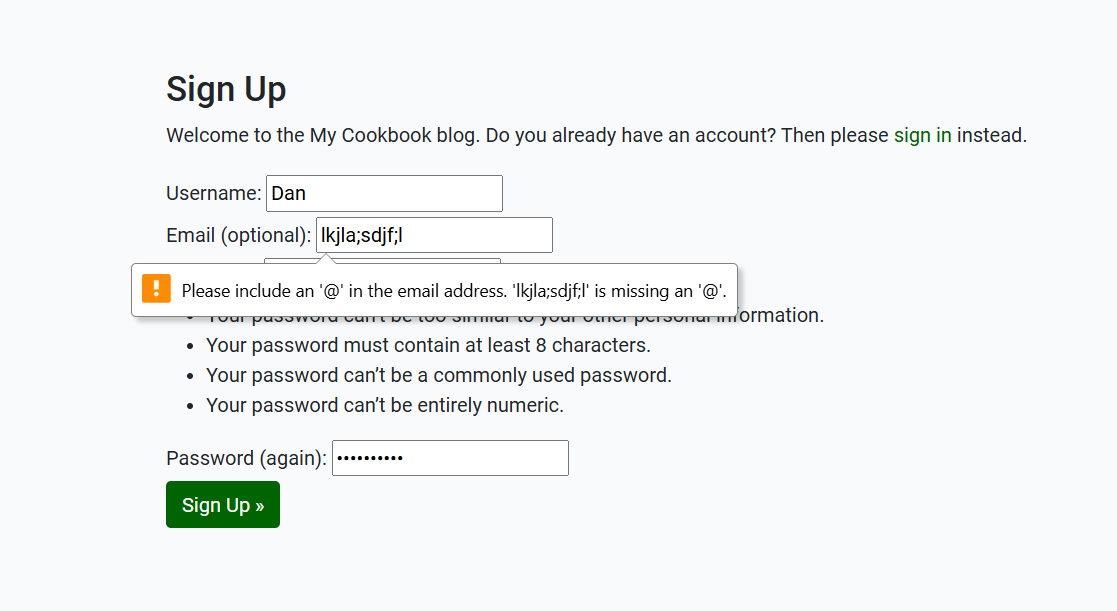 Sign Up
Welcome to the My Cookbook blog. Do you already have an account? Then please sign in instead.
Username: Dan
Email (optional): lkjla;sdjf;l
Please include an '@' in the email address. 'lkjla;sdjf;l' is missing an '@'.
Your password can't be too similar to your other personal information.
Your password must contain at least 8 characters.
Your password can’t be a commonly used password.
Your password can’t be entirely numeric.
Password (again): ••••••••••
Sign Up »